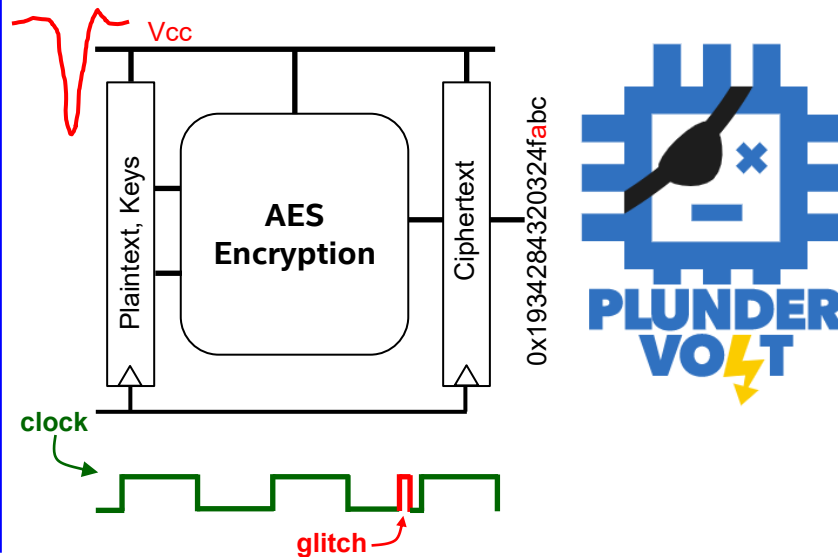 Vcc
Plaintext, Keys
AES
Encryption
Ciphertext
0x1934284320324fabc
PLUNDER
VOLT
clock
glitch